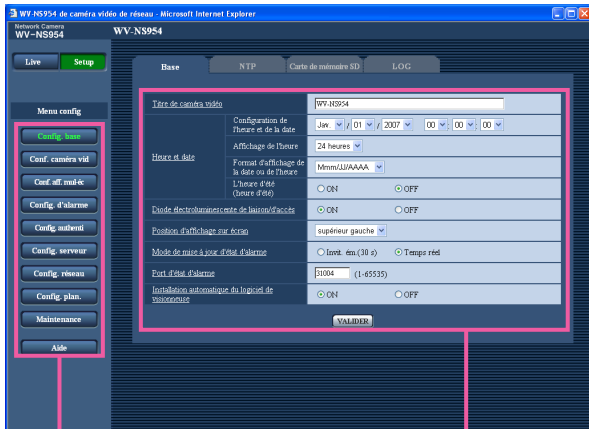 WV-NS954 de caméra vidéo de réseau - Microsoft Internet Explorer
Network Camera
WV-NS954
WV-NS954
Live Setup
Base NTP Carte de mémoire SD LOG
Menu config
Config. base
Conf. caméra vid
Conf. aff. mul-éc
Config. d'alarme
Config. authenti
Config. serveur
Config. réseau
Config. plan.
Maintenance
Aide
Titre de caméra vidéo WV-NS954
Heure et date
Configuration de
l'heure et de la date
Jav. / 01 / 2007 00 : 00 : 00
Affichage de l'heure 24 heures
Format d'affichage de
la date ou de l'heure
Mmm/JJ/AAAA
L'heure d'été
(heure d'été)
ON OFF
Diode électroluminescente de liaison/d'accès ON OFF
Position d'affichage sur écran supérieur gauche
Mode de mise à jour d'état d'alarme Invit. ém.(30 s) Temps réel
Port d'état d'alarme 31004 (1-65535)
Installation automatique du logiciel de
visionneuse
ON OFF
VALIDER